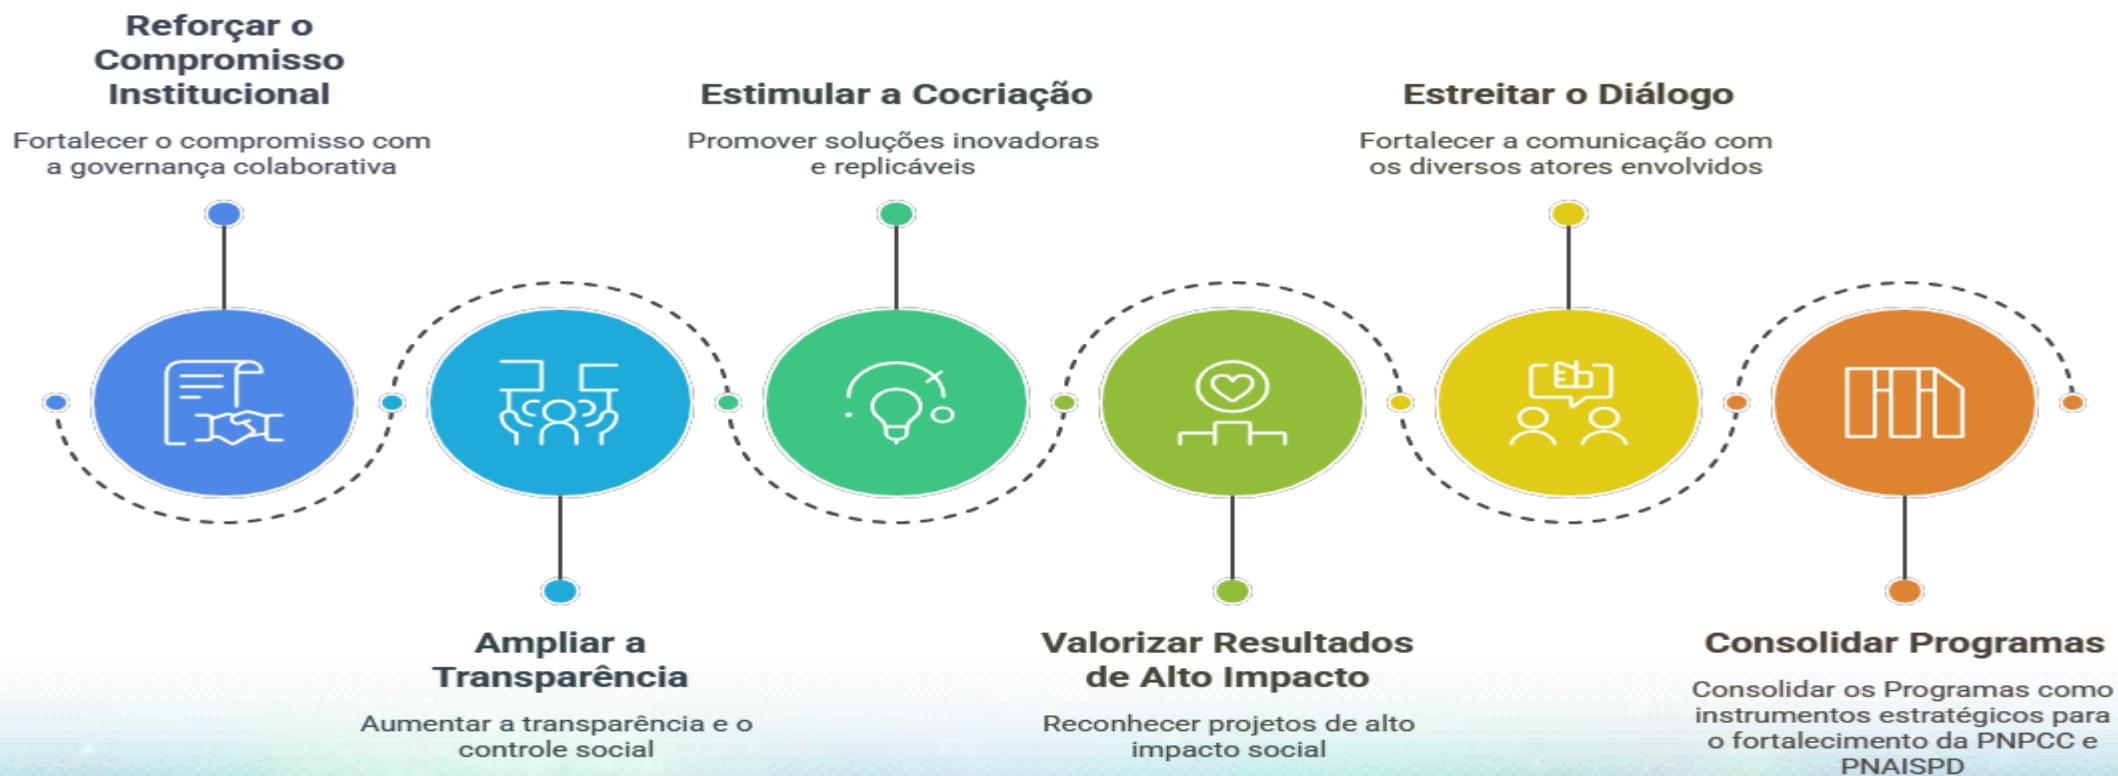 Reforçar o
Compromisso
Institucional
Fortalecer o compromisso com
a governança colaborativa
Ampliar a
Transparência
Aumentar a transparência e o
controle social
Estimular a Cocriação
Promover soluções inovadoras
e replicáveis
Valorizar Resultados
de Alto Impacto
Reconhecer projetos de alto
impacto social
Estreitar o Diálogo
Fortalecer a comunicação com
os diversos atores envolvidos
Consolidar Programas
Consolidar os Programas como
instrumentos estratégicos para
o fortalecimento da PNPCC e
PNAISPD